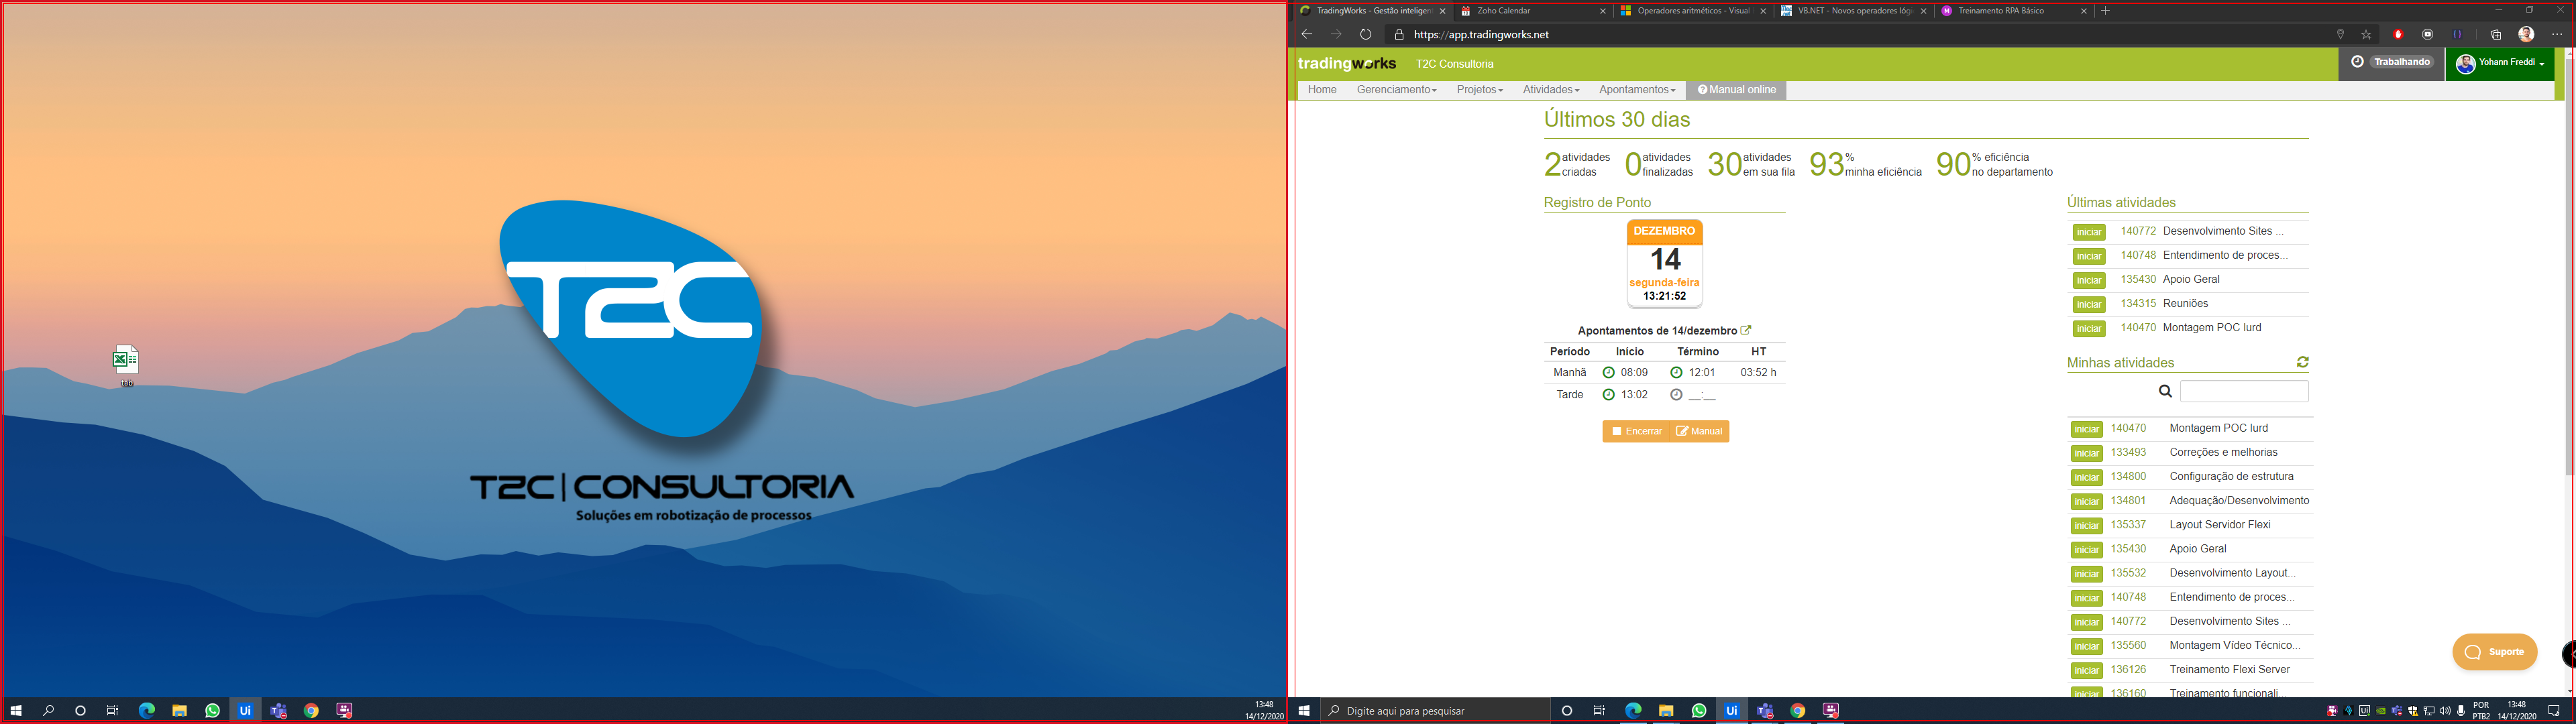 T2C
T2C|CONSULTORIA
Soluções em robotização de processos
tab
13:48
14/12/2020
TradingWorks - Gestão inteligen
Zoho Calendar
Operadores aritméticos - Visual
VB.NET - Novos operadores lóg
Treinamento RPA Básico
https://app.tradingworks.net
tradingworks
T2C Consultoria
Trabalhando
Yohann Freddi
Home
Gerenciamento
Projetos
Atividades
Apontamentos
Manual online
Últimos 30 dias
2 atividades criadas
0 atividades finalizadas
30 atividades em sua fila
93 % minha eficiência
90 % eficiência no departamento
Registro de Ponto
DEZEMBRO
14
segunda-feira
13:21:52
Apontamentos de 14/dezembro
Periodo Inicio Término HT
Manhã 08:09 12:01 03:52 h
Tarde 13:02 __:__
Encerrar Manual
Últimas atividades
iniciar 140772 Desenvolvimento Sites ...
iniciar 140748 Entendimento de proces...
iniciar 135430 Apoio Geral
iniciar 134315 Reuniões
iniciar 140470 Montagem POC Iurd
Minhas atividades
iniciar 140470 Montagem POC Iurd
iniciar 133493 Correções e melhorias
iniciar 134800 Configuração de estrutura
iniciar 134801 Adequação/Desenvolvimento
iniciar 135337 Layout Servidor Flexi
iniciar 135430 Apoio Geral
iniciar 135532 Desenvolvimento Layout...
iniciar 140748 Entendimento de proces...
iniciar 140772 Desenvolvimento Sites ...
iniciar 135560 Montagem Vídeo Técnico...
iniciar 136126 Treinamento Flexi Server
iniciar 136160 Treinamento funcionali...
Suporte
Digite aqui para pesquisar
Ui
POR
PTB2
13:48
14/12/2020